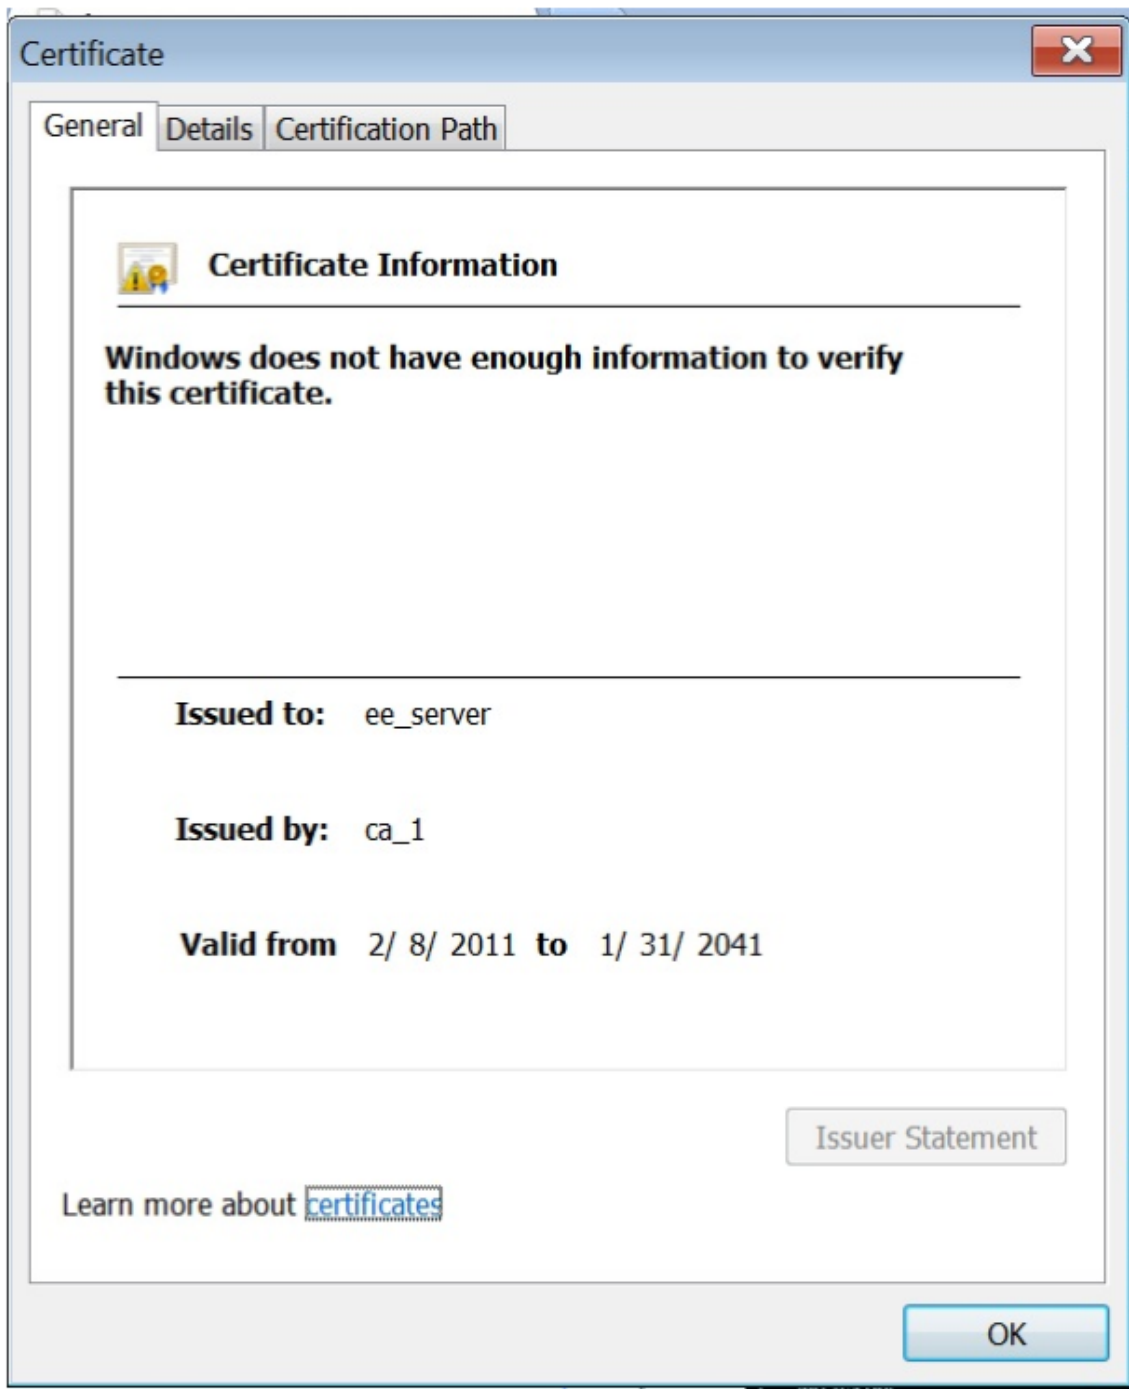 Certificate
General Details Certification Path
Certificate Information
Windows does not have enough information to verify
this certificate.
Issued to: ee_server
Issued by: ca_1
Valid from 2/ 8/ 2011 to 1/ 31/ 2041
Issuer Statement
Learn more about certificates
OK